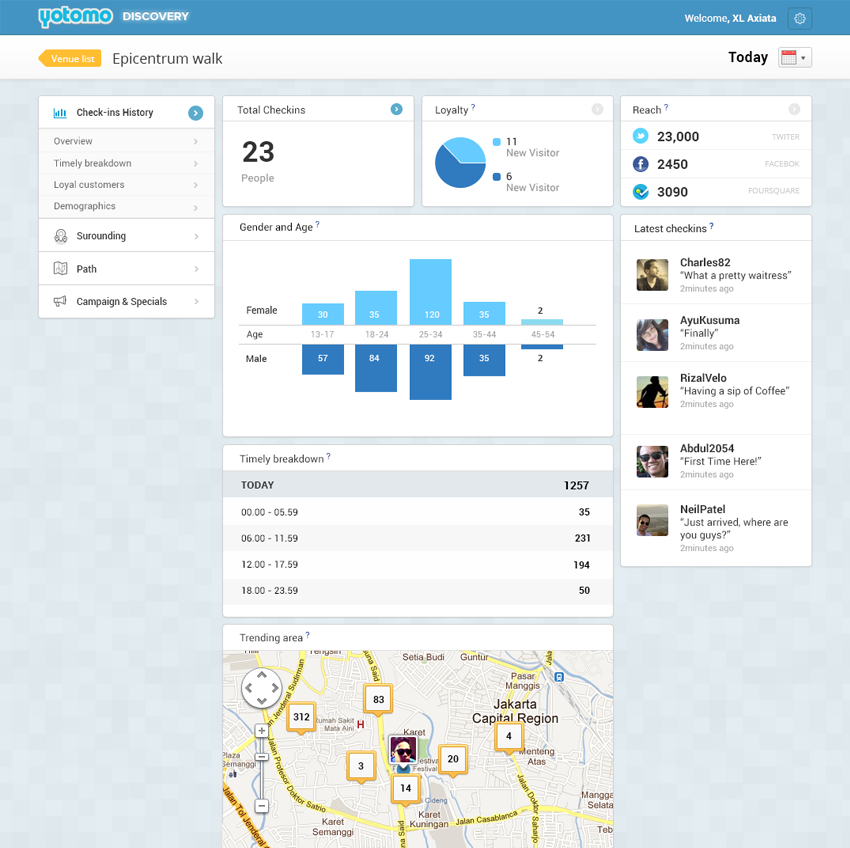 yotomo DISCOVERY
Welcome, XL Axiata
Venue list
Epicentrum walk
Today
Check-ins History
Overview
Timely breakdown
Loyal customers
Demographics
Surounding
Path
Campaign & Specials
Total Checkins
23
People
Loyalty ?
11
New Visitor
6
New Visitor
Reach ?
23,000 TWITER
2450 FACEBOK
3090 FOURSQUARE
Gender and Age ?
Female 30 35 120 35 2
Age 13-17 18-24 25-34 35-44 45-54
Male 57 84 92 35 2
Latest checkins ?
Charles82
“What a pretty waitress”
2minutes ago
AyuKusuma
“Finally”
2minutes ago
RizalVelo
“Having a sip of Coffee”
2minutes ago
Abdul2054
“First Time Here!”
2minutes ago
NeilPatel
“Just arrived, where are
you guys?”
2minutes ago
Timely breakdown ?
TODAY 1257
00.00 - 05.59 35
06.00 - 11.59 231
12.00 - 17.59 194
18.00 - 23.59 50
Trending area ?
Setia Budi
Guntur
Pasar
Manggis
Jalan Jenderal Sudirman
83
312
Rumah Sakit
Mata Aini
H
Jakarta
Capital Region
Karet
4
Menteng
Atas
Plaza
Semanggi
3
20
Festival
14
Cideng
Jalan Profesor Doktor Satrio
Karet
Semanggi
Karet
Kuningan
Jalan Casablanca
Jalan Doktor Saharjo
Mangga
Selatan
Jalan Tol Jenderal